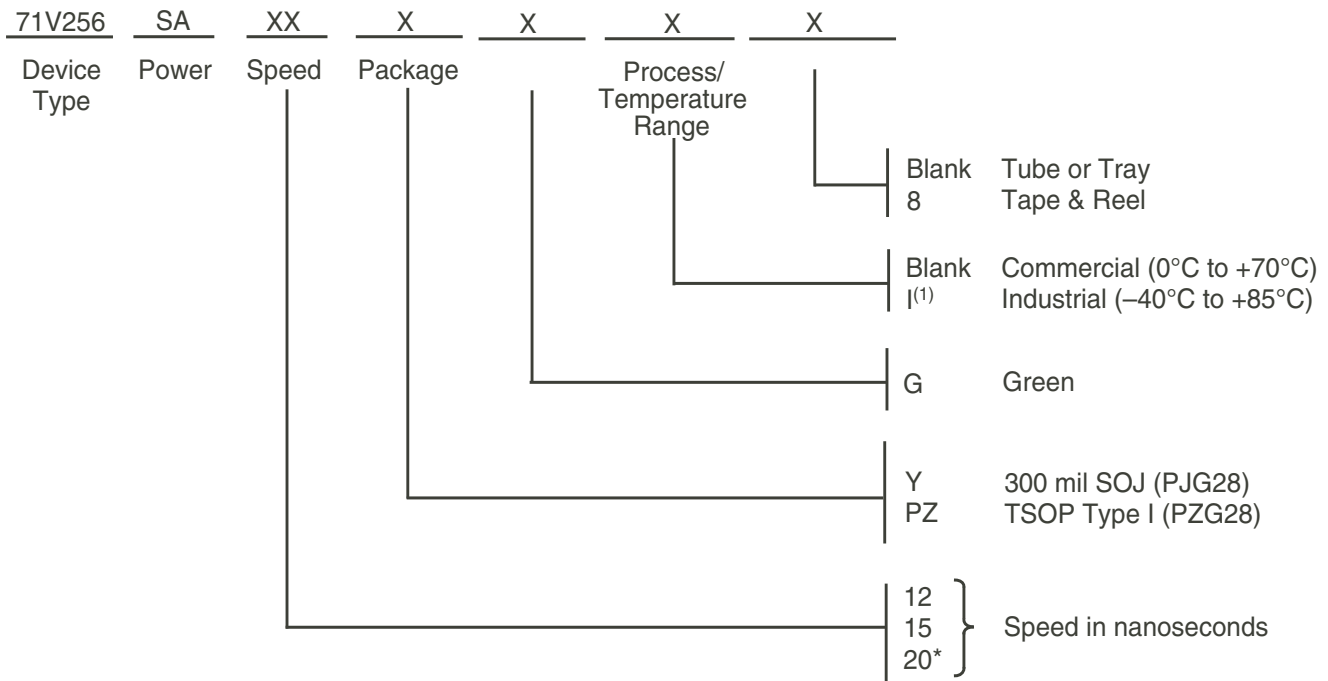 71V256 SA XX X X X X
Device Type Power Speed Package Process/ Temperature Range
Blank Tube or Tray
8 Tape & Reel
Blank Commercial (0°C to +70°C)
I(1) Industrial (–40°C to +85°C)
G Green
Y 300 mil SOJ (PJG28)
PZ TSOP Type I (PZG28)
12
15 Speed in nanoseconds
20*